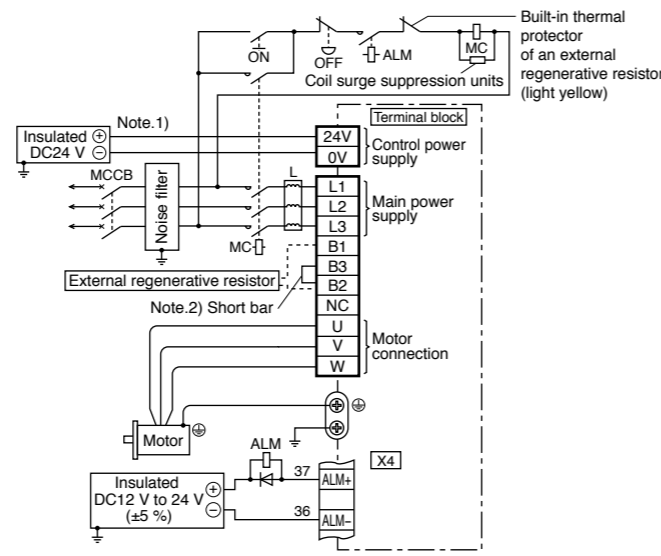 Built-in thermal
protector
of an external
regenerative resistor
(light yellow)
ON
OFF
ALM
MC
Coil surge suppression units
Note.1)
Terminal block
Insulated
DC24 V
+
−
24V
0V
Control power
supply
MCCB
Noise filter
L
MC
L1
L2
L3
Main power
supply
B1
B3
B2
NC
External regenerative resistor
Note.2) Short bar
U
V
W
Motor
connection
Motor
ALM
X4
Insulated
DC12 V to 24 V
(±5 %)
+
−
37
ALM+
36
ALM−